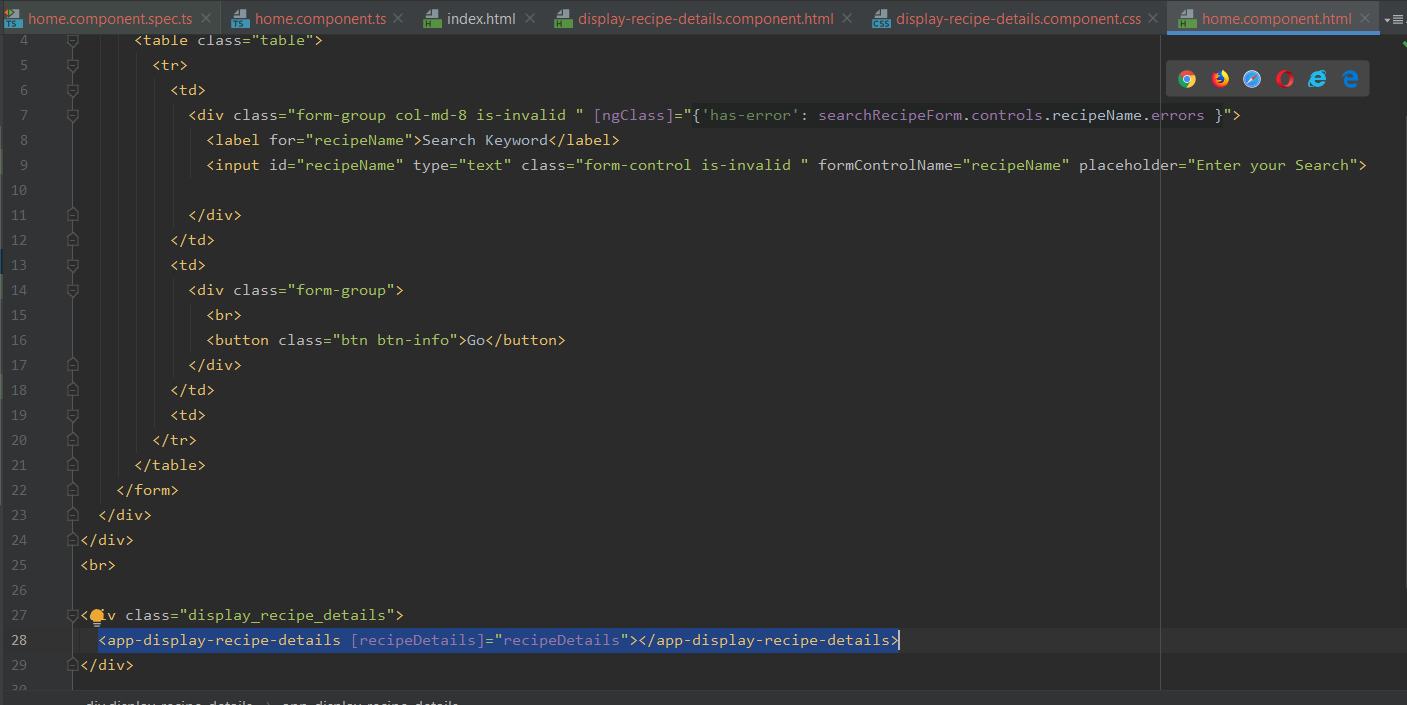 home.component.spec.ts home.component.ts index.html display-recipe-details.component.html display-recipe-details.component.css home.component.html
4 <table class="table">
5 <tr>
6 <td>
7 <div class="form-group col-md-8 is-invalid " [ngClass]="{'has-error': searchRecipeForm.controls.recipeName.errors }">
8 <label for="recipeName">Search Keyword</label>
9 <input id="recipeName" type="text" class="form-control is-invalid " formControlName="recipeName" placeholder="Enter your Search">
10
11 </div>
12 </td>
13 <td>
14 <div class="form-group">
15 <br>
16 <button class="btn btn-info">Go</button>
17 </div>
18 </td>
19 <td>
20 </tr>
21 </table>
22 </form>
23 </div>
24 </div>
25 <br>
26
27 <div class="display_recipe_details">
28 <app-display-recipe-details [recipeDetails]="recipeDetails"></app-display-recipe-details>
29 </div>
30
div.display_recipe_details app-display-recipe-details